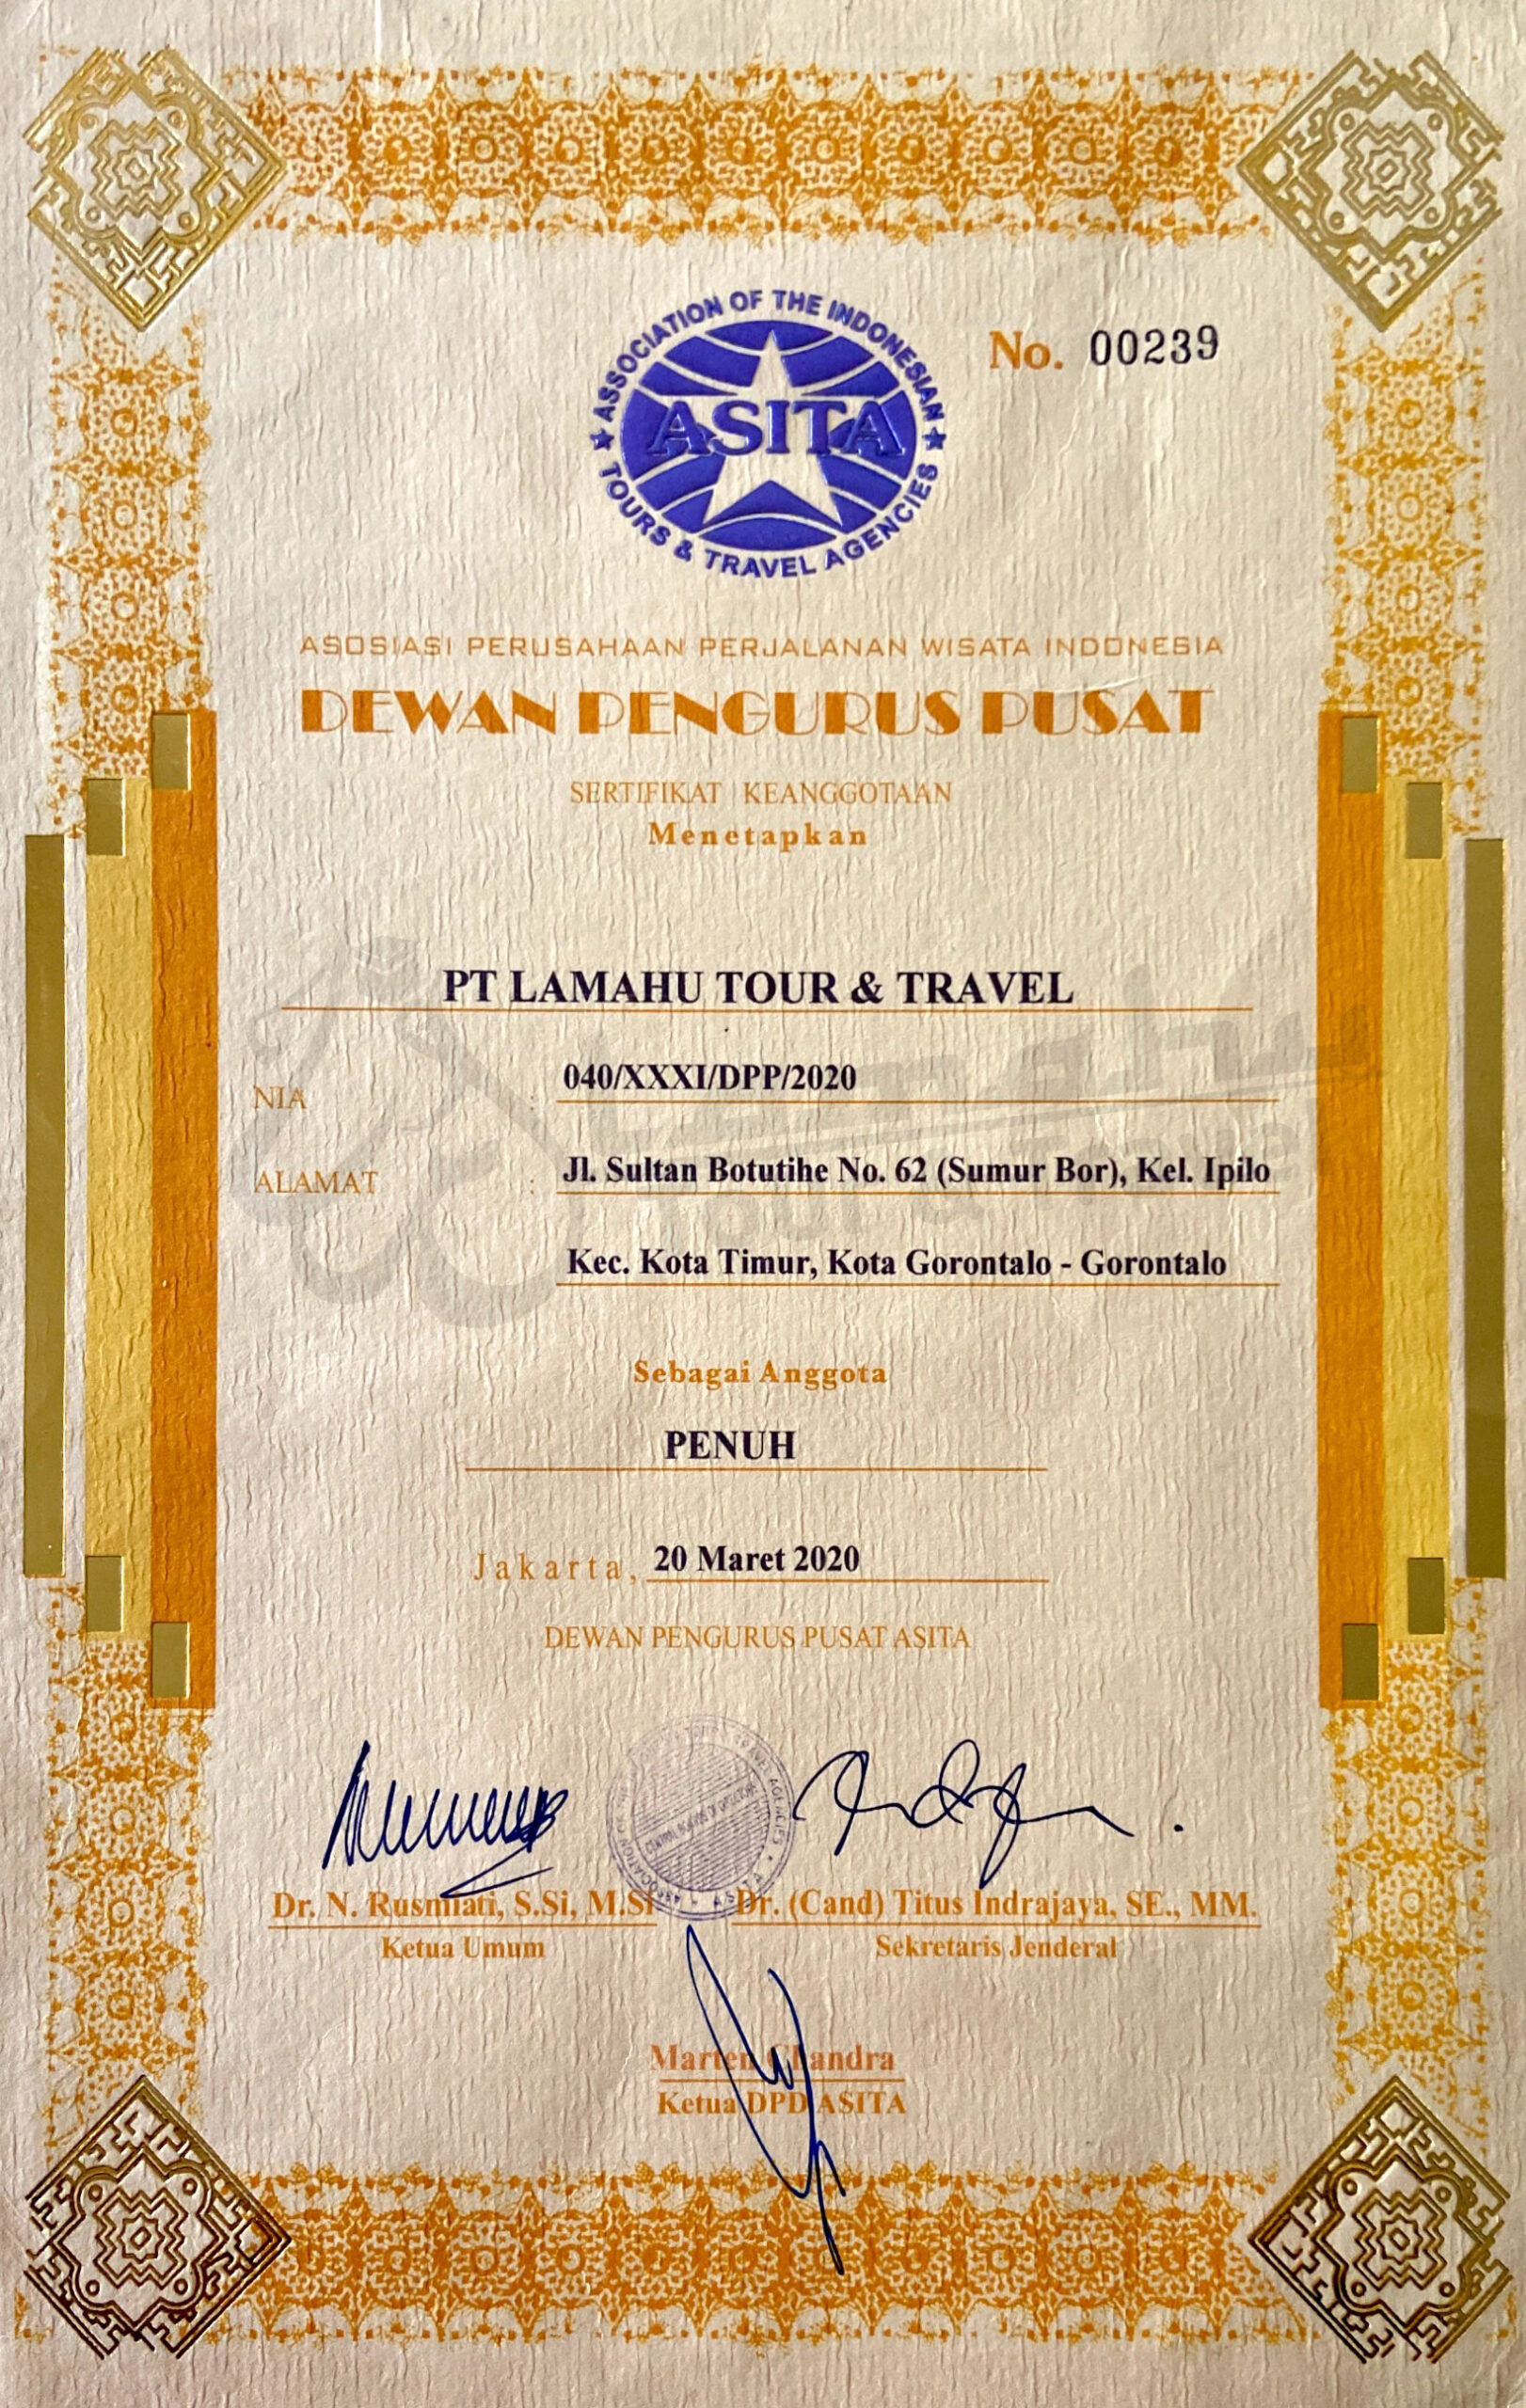 ASSOCIATION OF THE INDONESIAN
ASITA
TOURS & TRAVEL AGENCIES
No. 00239
ASOSIASI PERUSAHAAN PERJALANAN WISATA INDONESIA
DEWAN PENGURUS PUSAT
SERTIFIKAT KEANGGOTAAN
Menetapkan
PT LAMAHU TOUR & TRAVEL
NIA : 040/XXXI/DPP/2020
ALAMAT : Jl. Sultan Botutihe No. 62 (Sumur Bor), Kel. Ipilo
Kec. Kota Timur, Kota Gorontalo - Gorontalo
Sebagai Anggota
PENUH
Jakarta, 20 Maret 2020
DEWAN PENGURUS PUSAT ASITA
Dr. N. Rusmiati, S.Si, M.Si
Ketua Umum
Dr. (Cand) Titus Indrajaya, SE., MM.
Sekretaris Jenderal
Marten Chandra
Ketua DPD ASITA